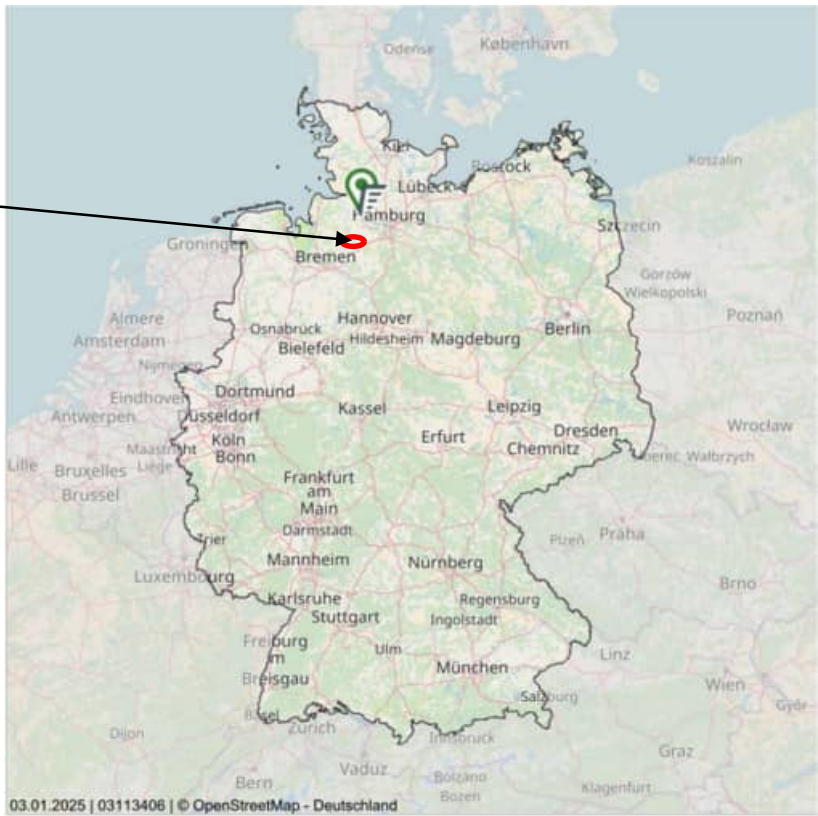 København
Odense
Kiel
Rostock
Koszalin
Lübeck
Hamburg
Szczecin
Groningen
Bremen
Gorzów
Wielkopolski
Almere
Hannover
Poznań
Osnabrück
Berlin
Amsterdam
Hildesheim
Magdeburg
Bielefeld
Nijmegen
Dortmund
Eindhoven
Kassel
Leipzig
Antwerpen
Düsseldorf
Wrocław
Dresden
Köln
Erfurt
Maastricht
Chemnitz
Bonn
Liège
Liberec
Wałbrzych
Lille
Bruxelles
Brussel
Frankfurt
am
Main
Darmstadt
Praha
Trier
Plzeň
Mannheim
Nürnberg
Luxembourg
Brno
Karlsruhe
Regensburg
Stuttgart
Ingolstadt
Freiburg
im
Breisgau
Ulm
Linz
München
Wien
Salzburg
Győr
Basel
Zürich
Dijon
Innsbruck
Graz
Vaduz
Bern
Bolzano
Bozen
Klagenfurt
03.01.2025 | 03113406 | © OpenStreetMap - Deutschland